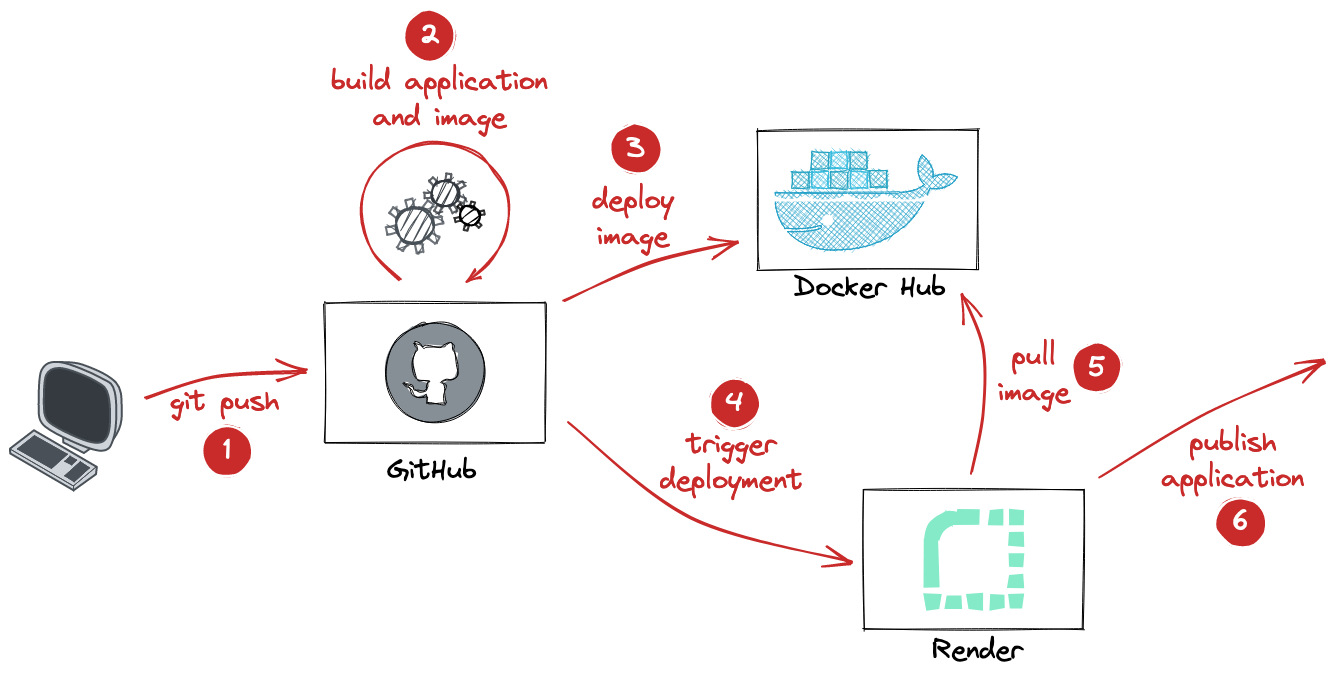 2
build application
and image
3
deploy
image
Docker Hub
git push
1
GitHub
4
trigger
deployment
pull
image
5
publish
application
6
Render